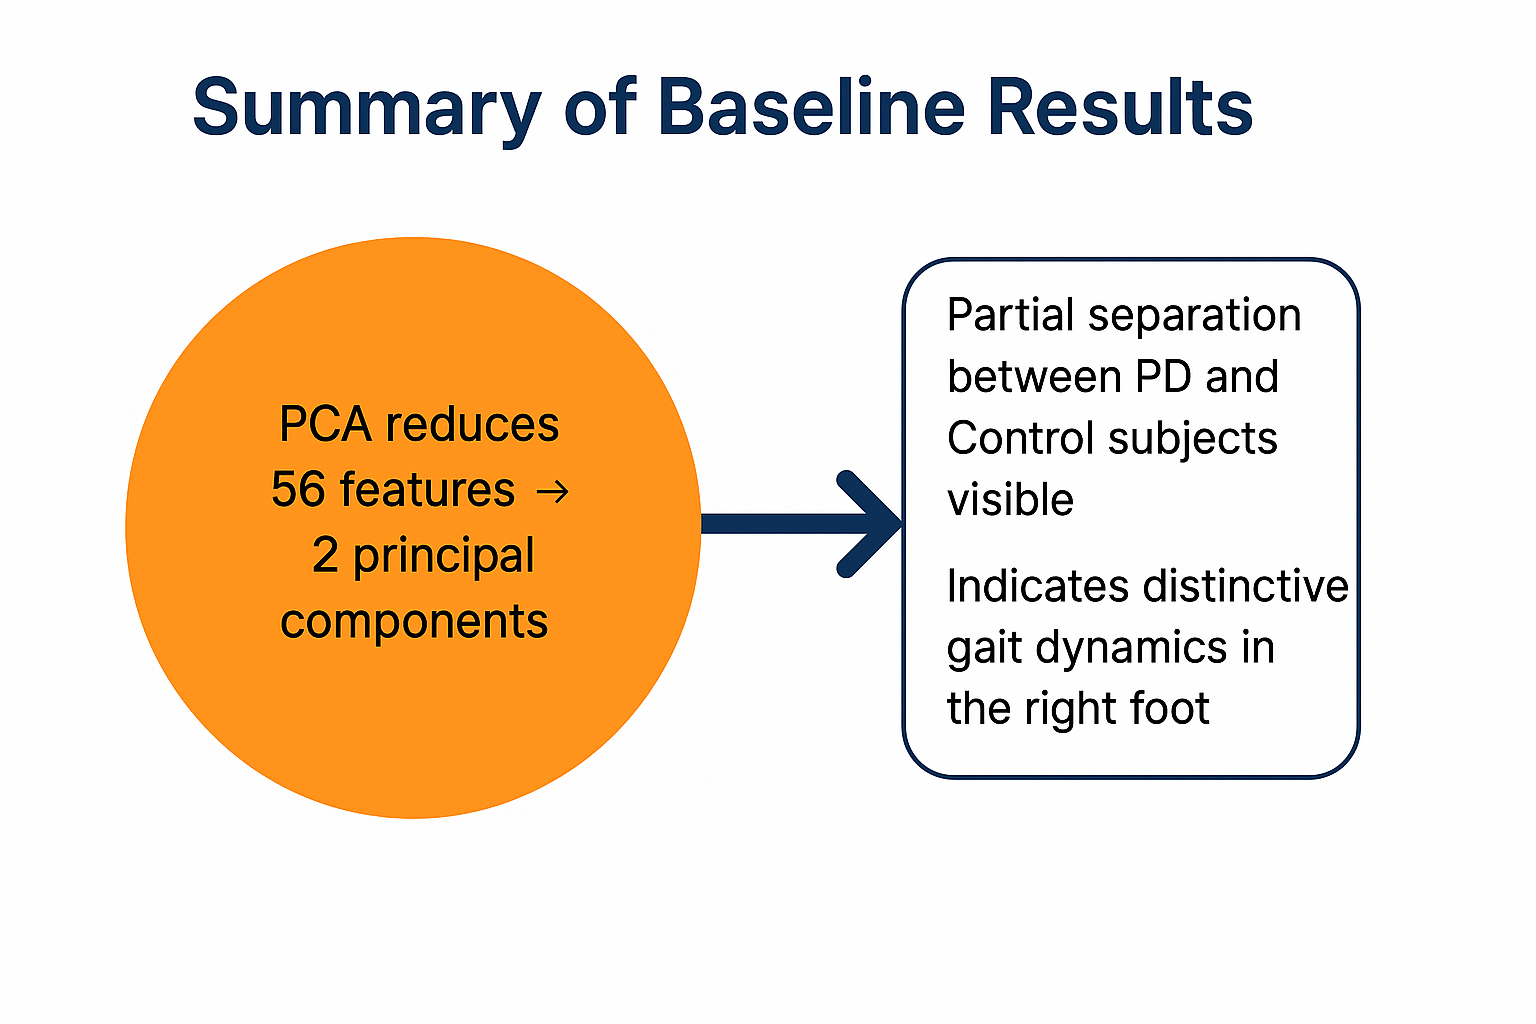 Summary of Baseline Results
PCA reduces
56 features →
2 principal
components
Partial separation
between PD and
Control subjects
visible
Indicates distinctive
gait dynamics in
the right foot